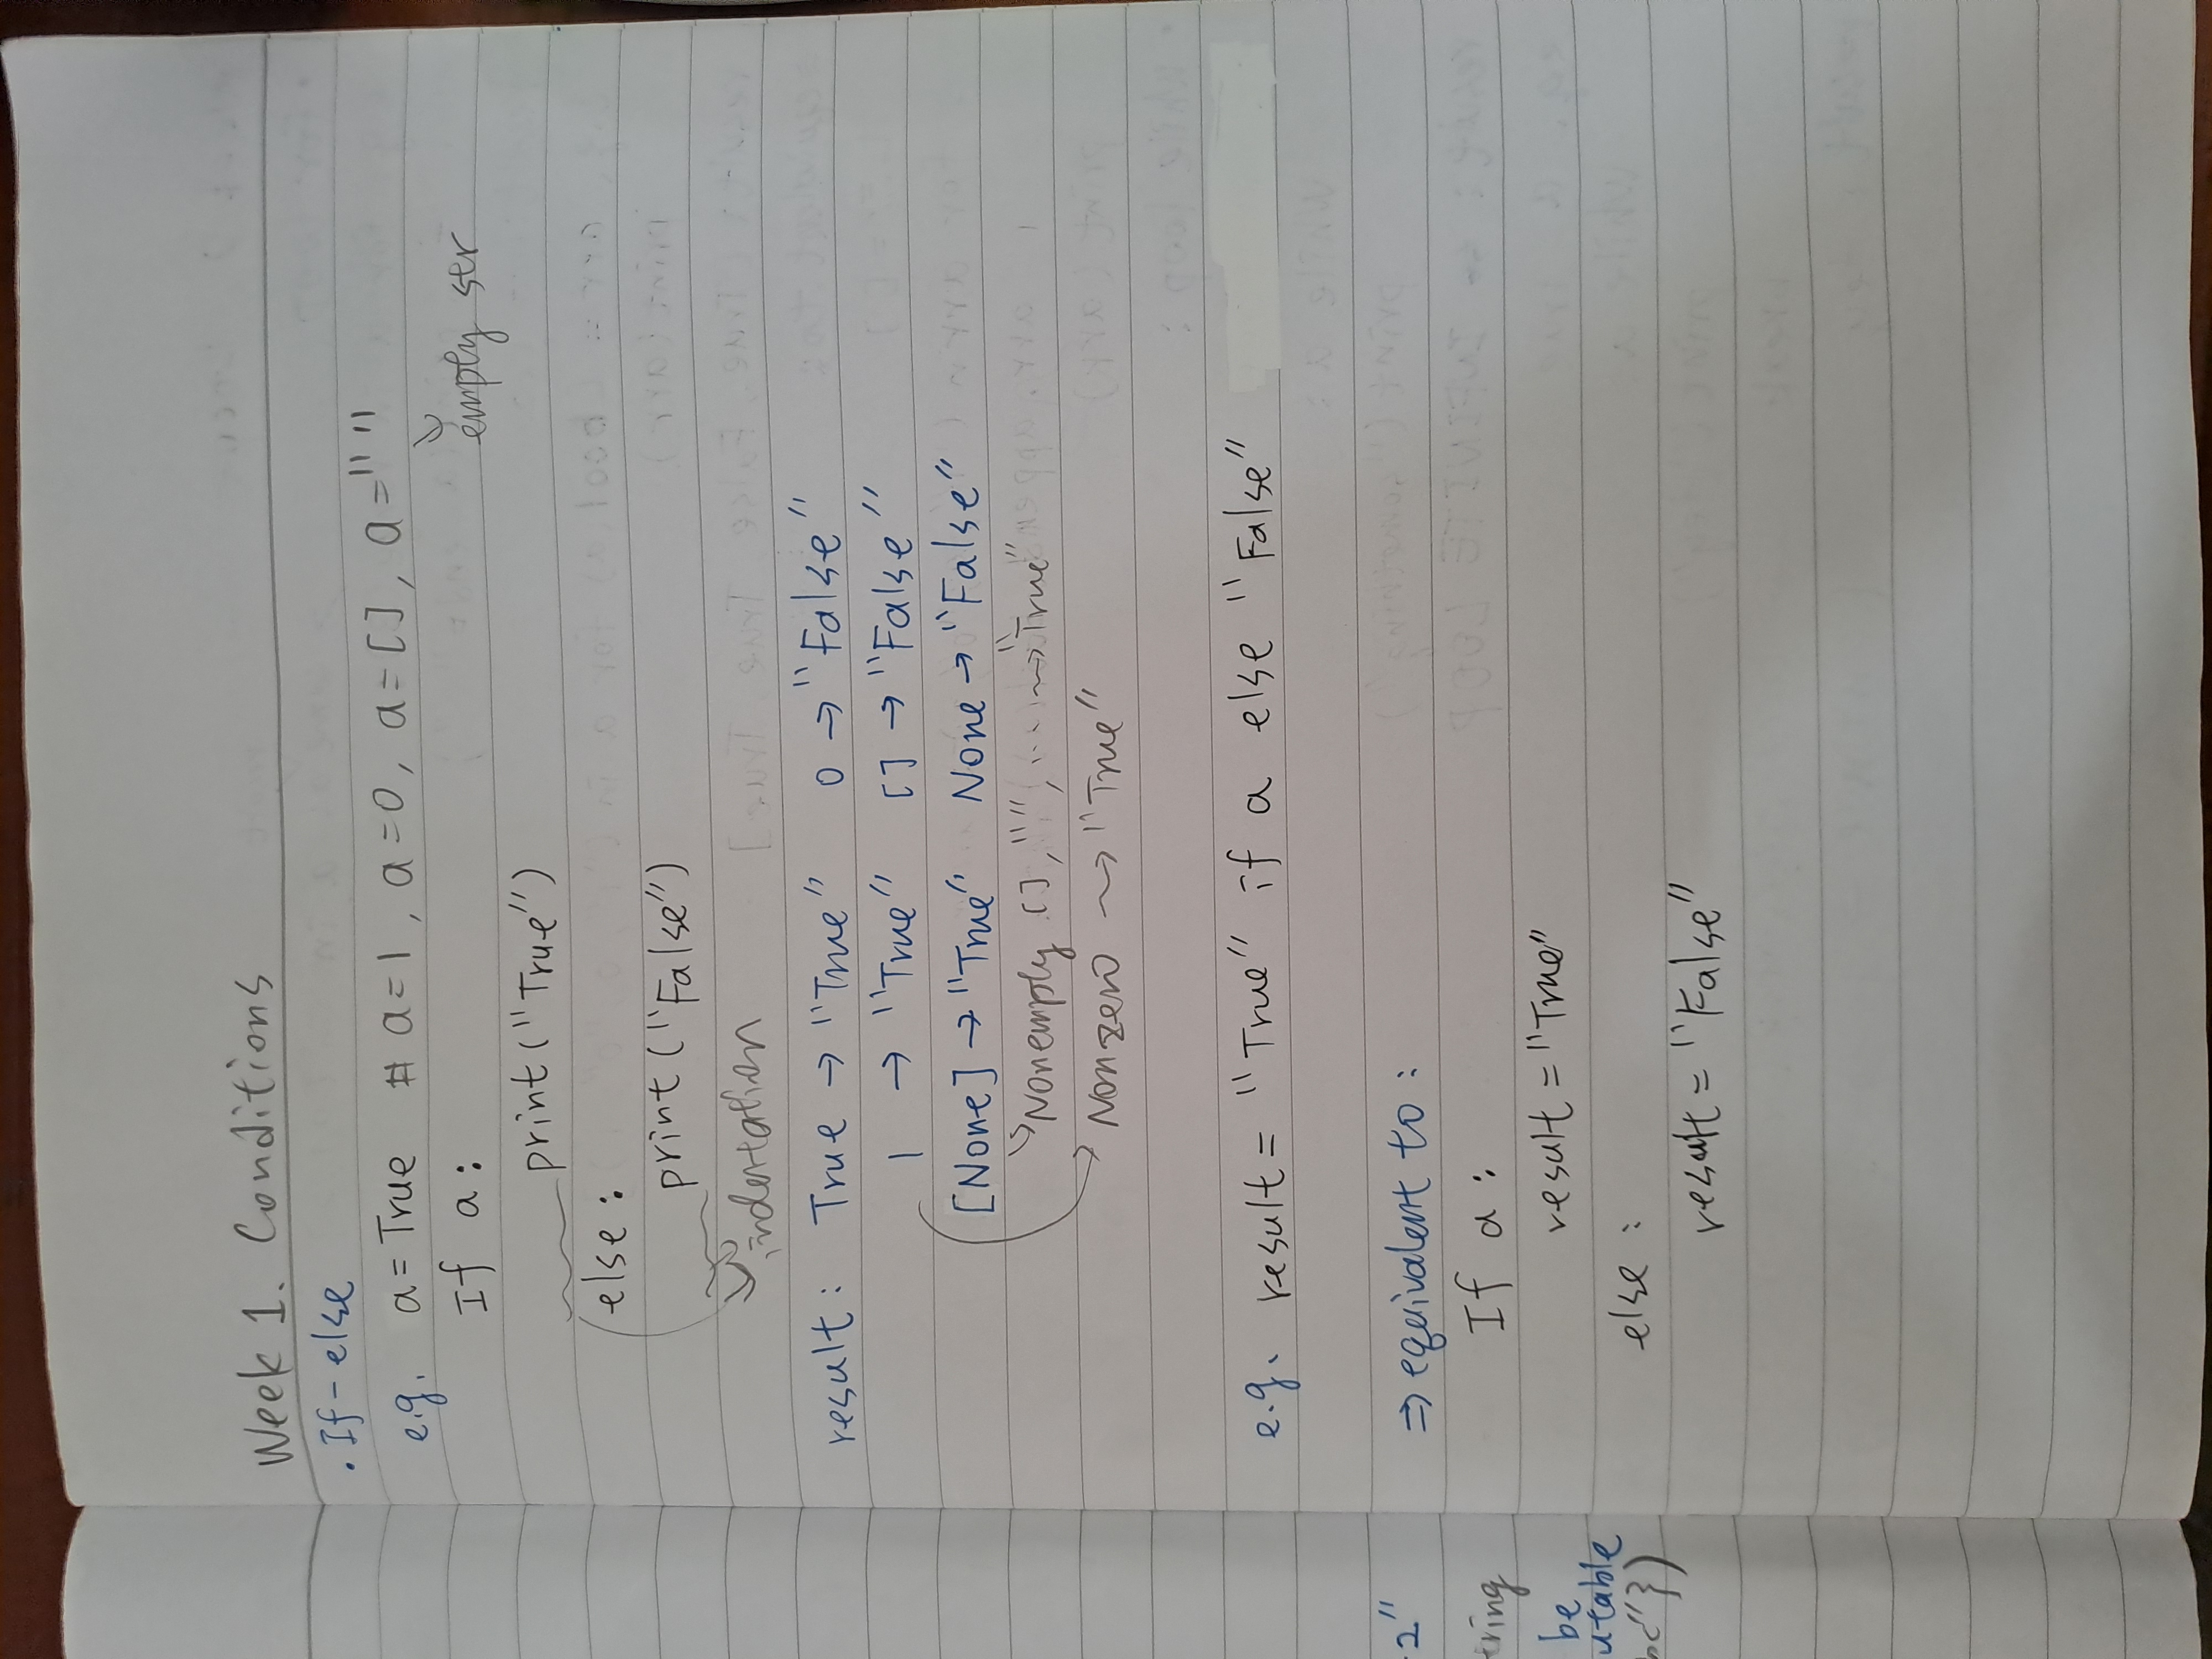 Week 1. Conditions
· If-else
e.g. a = True # a=1, a=0, a=[], a=""
empty str
If a:
print("True")
else:
print("False")
indentation
result: True → "True" 0 → "False"
1 → "True" [] → "False"
[None] → "True" None → "False"
Nonempty [], "", ... → "True"
Nonzero → "True"
e.g. result = "True" if a else "False"
⇒ equivalent to:
If a:
result = "True"
else:
result = "False"
2"
be